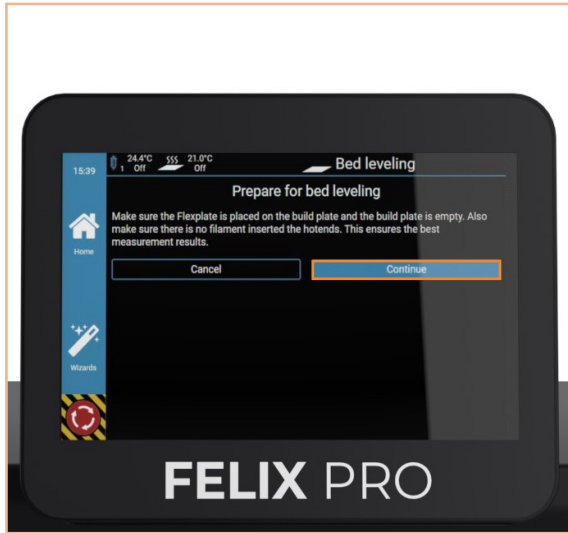 15:39
24.4°C
1 Off
21.0°C
Off
Bed leveling
Prepare for bed leveling
Make sure the Flexplate is placed on the build plate and the build plate is empty. Also
make sure there is no filament inserted the hotends. This ensures the best
measurement results.
Cancel
Continue
Home
Wizards
FELIX PRO